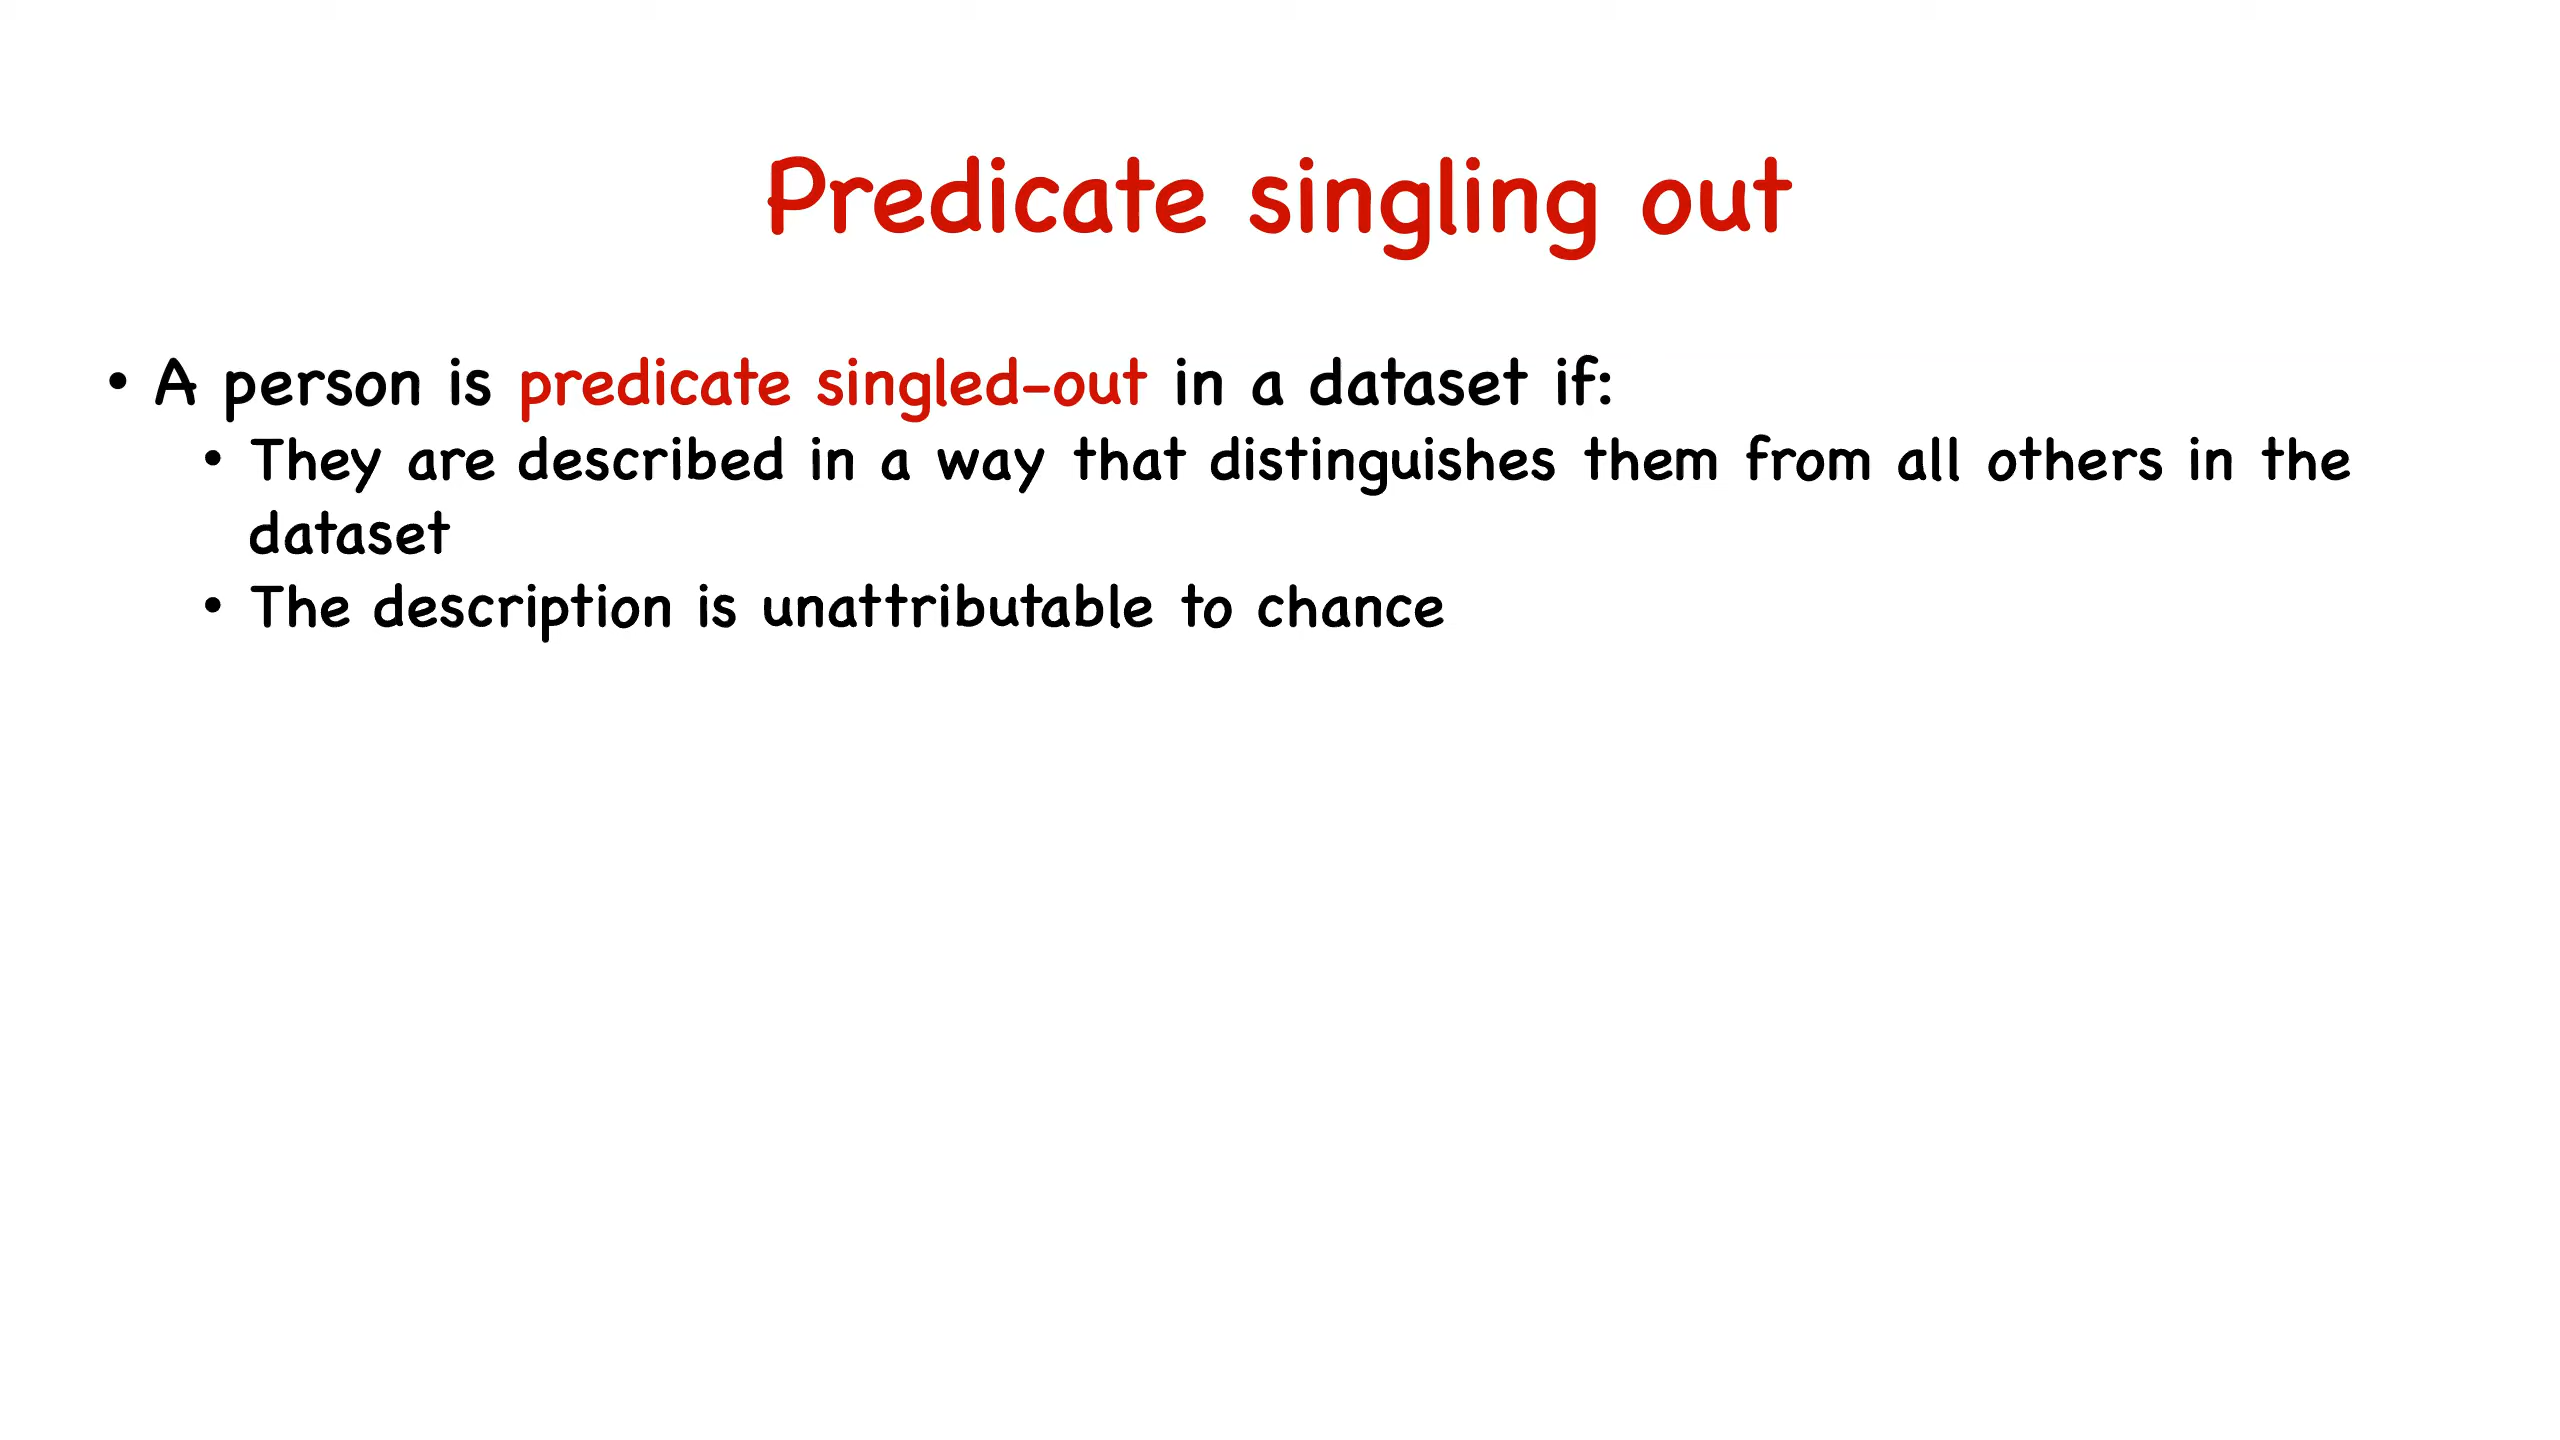 Predicate singling out
• A person is predicate singled-out in a dataset if:
• They are described in a way that distinguishes them from all others in the
dataset
• The description is unattributable to chance